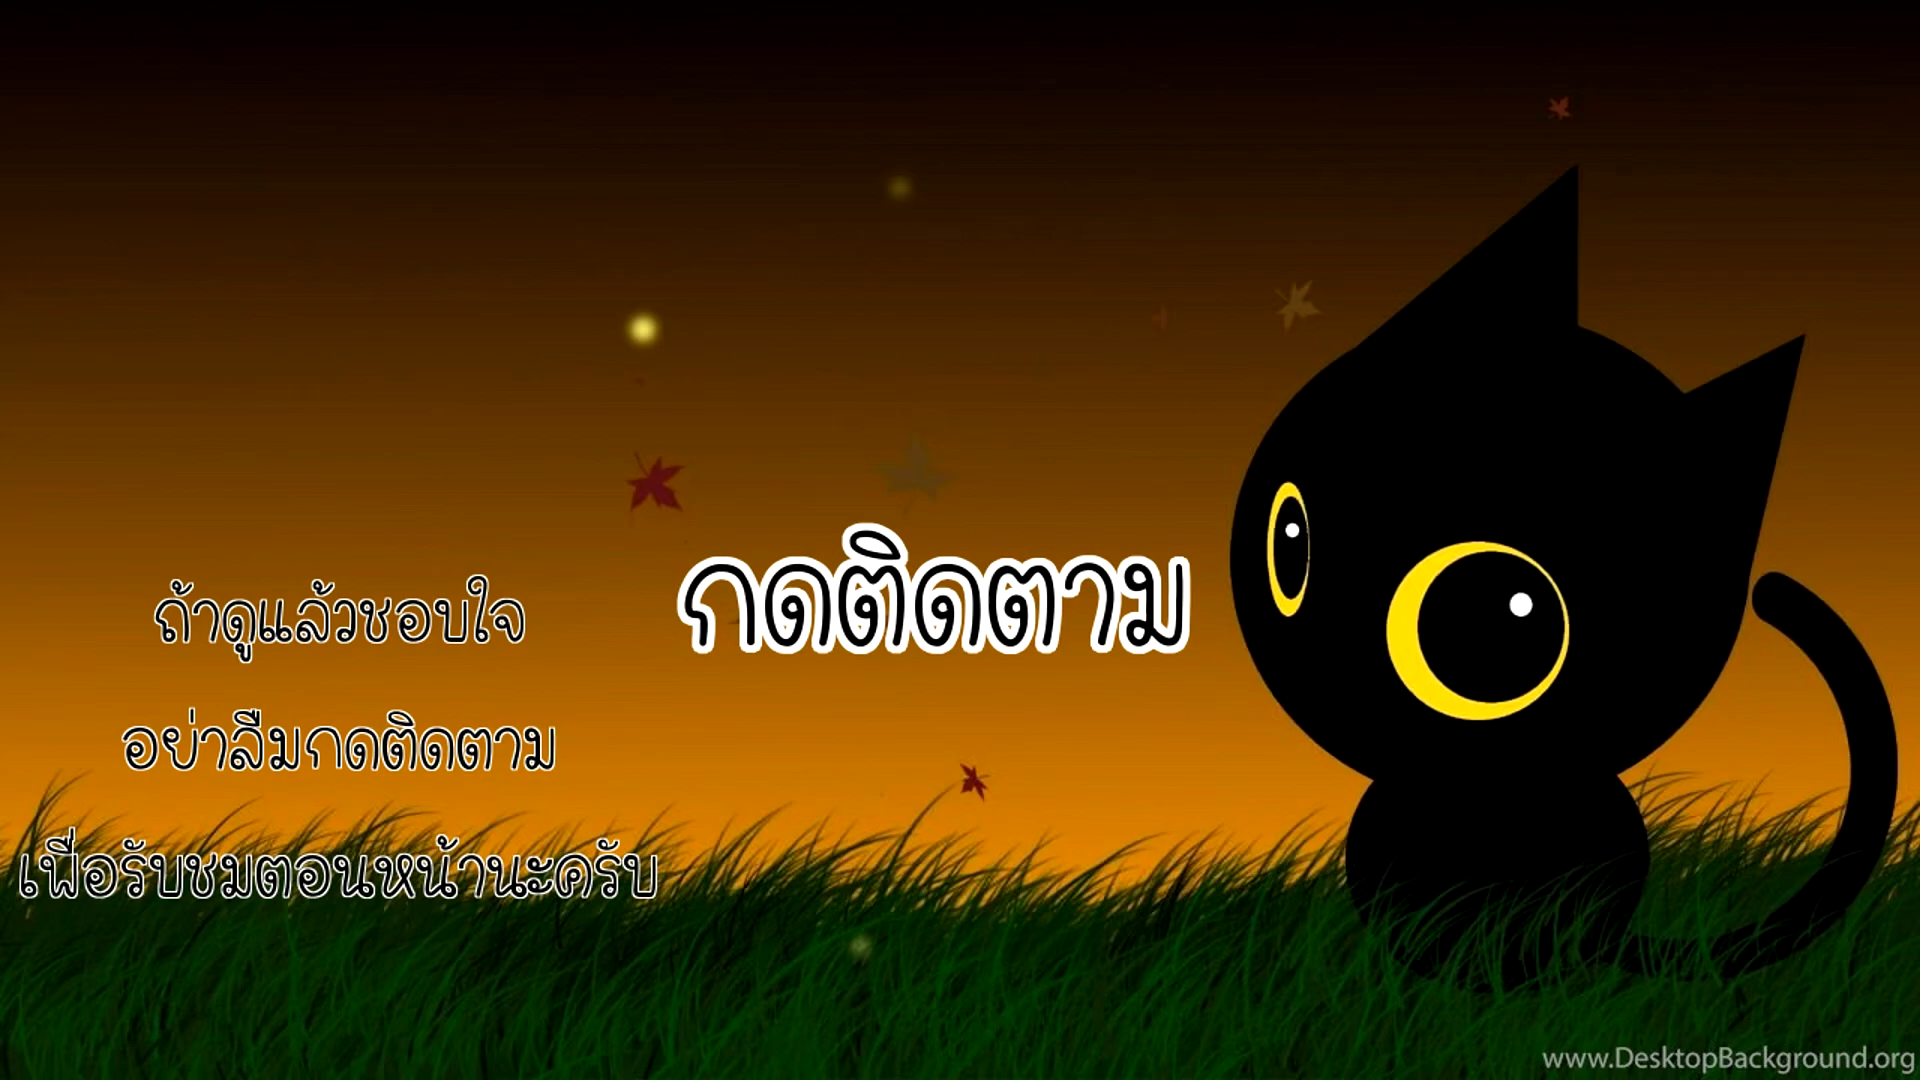 ถ้าดูแล้วชอบใจ
กดติดตาม
อย่าลืมกดติดตาม
เพื่อรับชมตอนหน้านะครับ
www.DesktopBackground.org